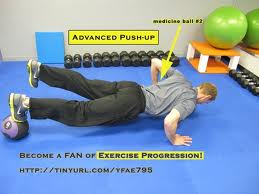 medicine ball #2
Advanced Push-up
Become a FAN of Exercise Progression!
http://tinyurl.com/yfae795